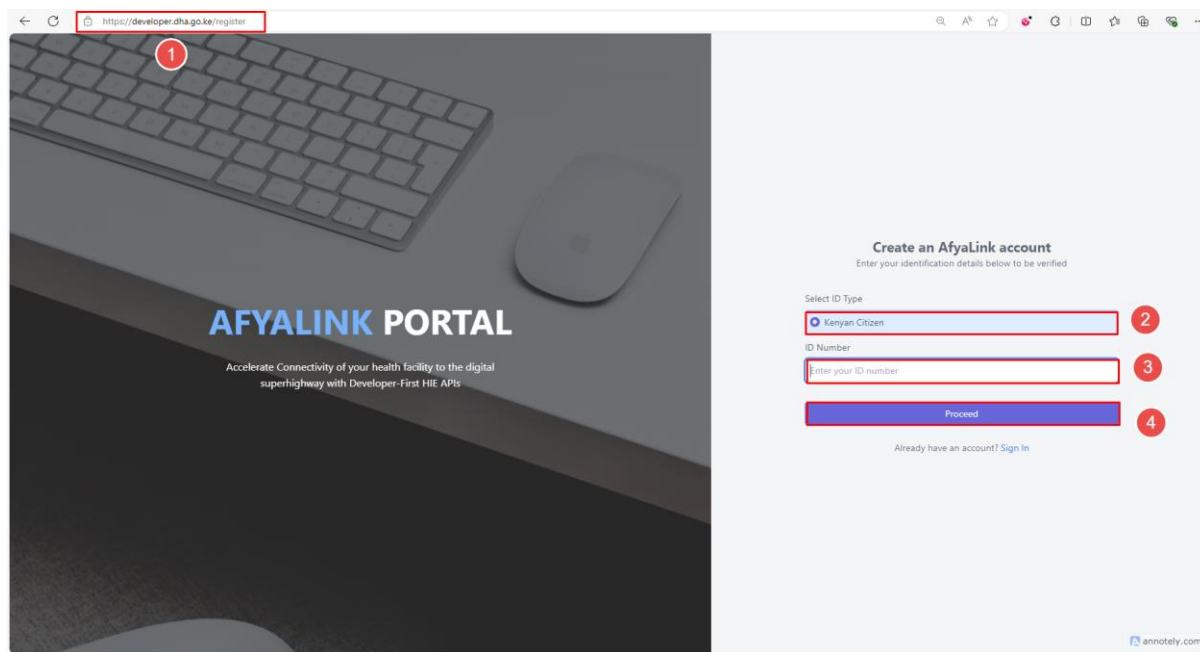 https://developer.dha.go.ke/register
1
AFYALINK PORTAL
Accelerate Connectivity of your health facility to the digital
superhighway with Developer-First HIE APIs
Create an AfyaLink account
Enter your identification details below to be verified
Select ID Type
Kenyan Citizen
2
ID Number
Enter your ID number
3
Proceed
4
Already have an account? Sign In
annotely.com